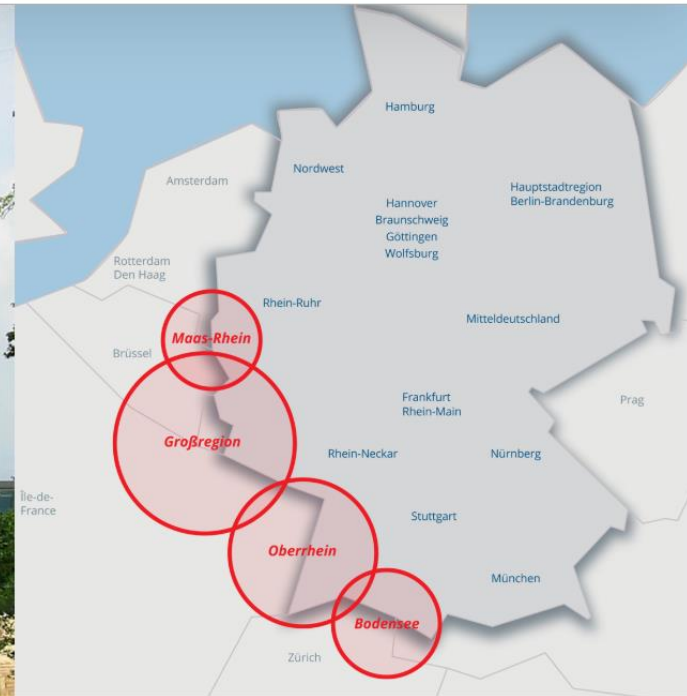 Hamburg
Nordwest
Amsterdam
Hauptstadtregion
Berlin-Brandenburg
Hannover
Braunschweig
Göttingen
Wolfsburg
Rotterdam
Den Haag
Rhein-Ruhr
Mitteldeutschland
Maas-Rhein
Brüssel
Frankfurt
Rhein-Main
Prag
Großregion
Rhein-Neckar
Nürnberg
Île-de-
France
Stuttgart
Oberrhein
München
Bodensee
Zürich